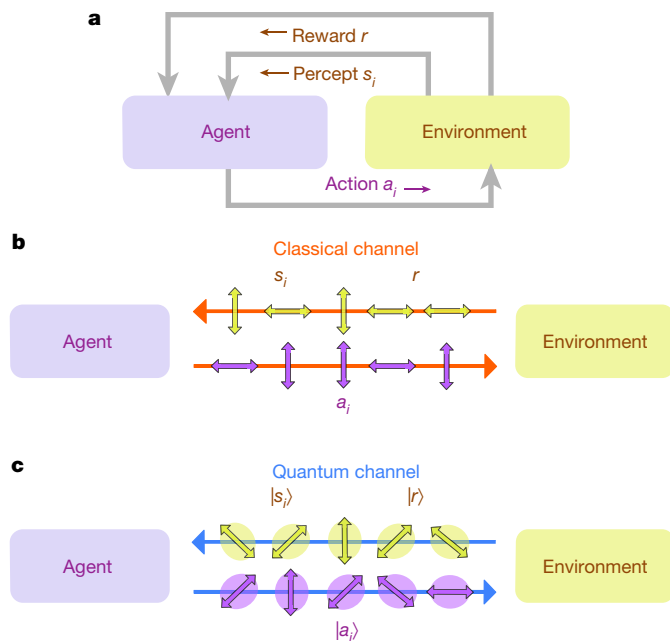 a
Reward r
Percept s_i
Agent
Environment
Action a_i
b
Classical channel
s_i
r
Agent
Environment
a_i
c
Quantum channel
|s_i⟩
|r⟩
Agent
Environment
|a_i⟩